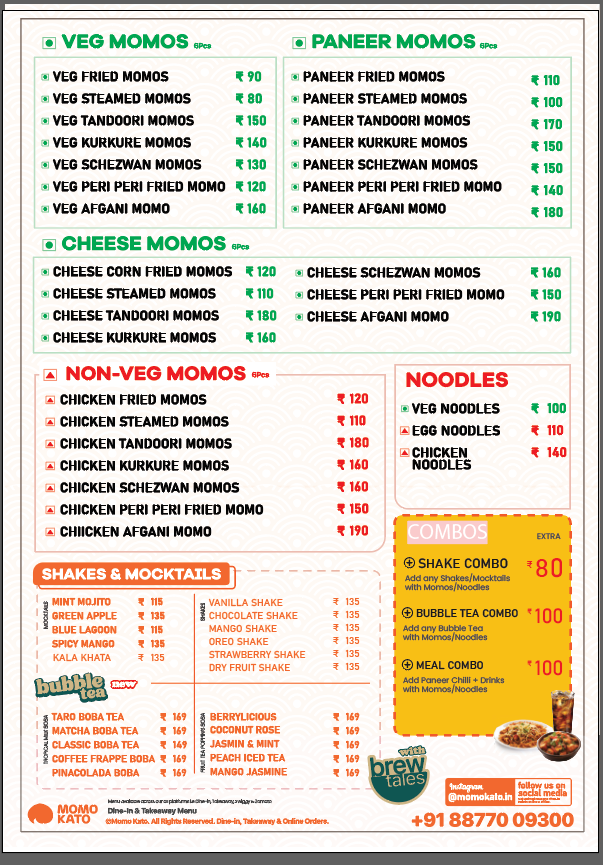 VEG MOMOS 6Pcs
VEG FRIED MOMOS ₹ 90
VEG STEAMED MOMOS ₹ 80
VEG TANDOORI MOMOS ₹ 150
VEG KURKURE MOMOS ₹ 140
VEG SCHEZWAN MOMOS ₹ 130
VEG PERI PERI FRIED MOMO ₹ 120
VEG AFGANI MOMO ₹ 160
PANEER MOMOS 6Pcs
PANEER FRIED MOMOS ₹ 110
PANEER STEAMED MOMOS ₹ 100
PANEER TANDOORI MOMOS ₹ 170
PANEER KURKURE MOMOS ₹ 150
PANEER SCHEZWAN MOMOS ₹ 150
PANEER PERI PERI FRIED MOMO ₹ 140
PANEER AFGANI MOMO ₹ 180
CHEESE MOMOS 6Pcs
CHEESE CORN FRIED MOMOS ₹ 120
CHEESE STEAMED MOMOS ₹ 110
CHEESE TANDOORI MOMOS ₹ 180
CHEESE KURKURE MOMOS ₹ 160
CHEESE SCHEZWAN MOMOS ₹ 160
CHEESE PERI PERI FRIED MOMO ₹ 150
CHEESE AFGANI MOMO ₹ 190
NON-VEG MOMOS 6Pcs
CHICKEN FRIED MOMOS ₹ 120
CHICKEN STEAMED MOMOS ₹ 110
CHICKEN TANDOORI MOMOS ₹ 180
CHICKEN KURKURE MOMOS ₹ 160
CHICKEN SCHEZWAN MOMOS ₹ 160
CHICKEN PERI PERI FRIED MOMO ₹ 150
CHIICKEN AFGANI MOMO ₹ 190
NOODLES
VEG NOODLES ₹ 100
EGG NOODLES ₹ 110
CHICKEN ₹ 140
NOODLES
COMBOS EXTRA
SHAKE COMBO ₹80
Add any Shakes/Mocktails
with Momos/Noodles
BUBBLE TEA COMBO ₹100
Add any Bubble Tea
with Momos/Noodles
MEAL COMBO ₹100
Add Paneer Chilli + Drinks
with Momos/Noodles
SHAKES & MOCKTAILS
MOCKTAILS
MINT MOJITO ₹ 115
GREEN APPLE ₹ 135
BLUE LAGOON ₹ 115
SPICY MANGO ₹ 135
KALA KHATA ₹ 135
SHAKES
VANILLA SHAKE ₹ 135
CHOCOLATE SHAKE ₹ 135
MANGO SHAKE ₹ 135
OREO SHAKE ₹ 135
STRAWBERRY SHAKE ₹ 135
DRY FRUIT SHAKE ₹ 135
bubble tea new
TROPICAL MILK BOBA
TARO BOBA TEA ₹ 169
MATCHA BOBA TEA ₹ 169
CLASSIC BOBA TEA ₹ 149
COFFEE FRAPPE BOBA ₹ 169
PINACOLADA BOBA ₹ 169
FRUIT TEA POPPING BOBA
BERRYLICIOUS ₹ 169
COCONUT ROSE ₹ 169
JASMIN & MINT ₹ 169
PEACH ICED TEA ₹ 169
MANGO JASMINE ₹ 169
with
brew
tales
MOMO
KATO
Menu available across our all platforms i.e Dine-in, Takeaway, Swiggy & Zomato
Dine-In & Takeaway Menu
©Momo Kato. All Rights Reserved. Dine-in, Takeaway & Online Orders.
Instagram
@momokato.in
follow us on
social media
+91 88770 09300